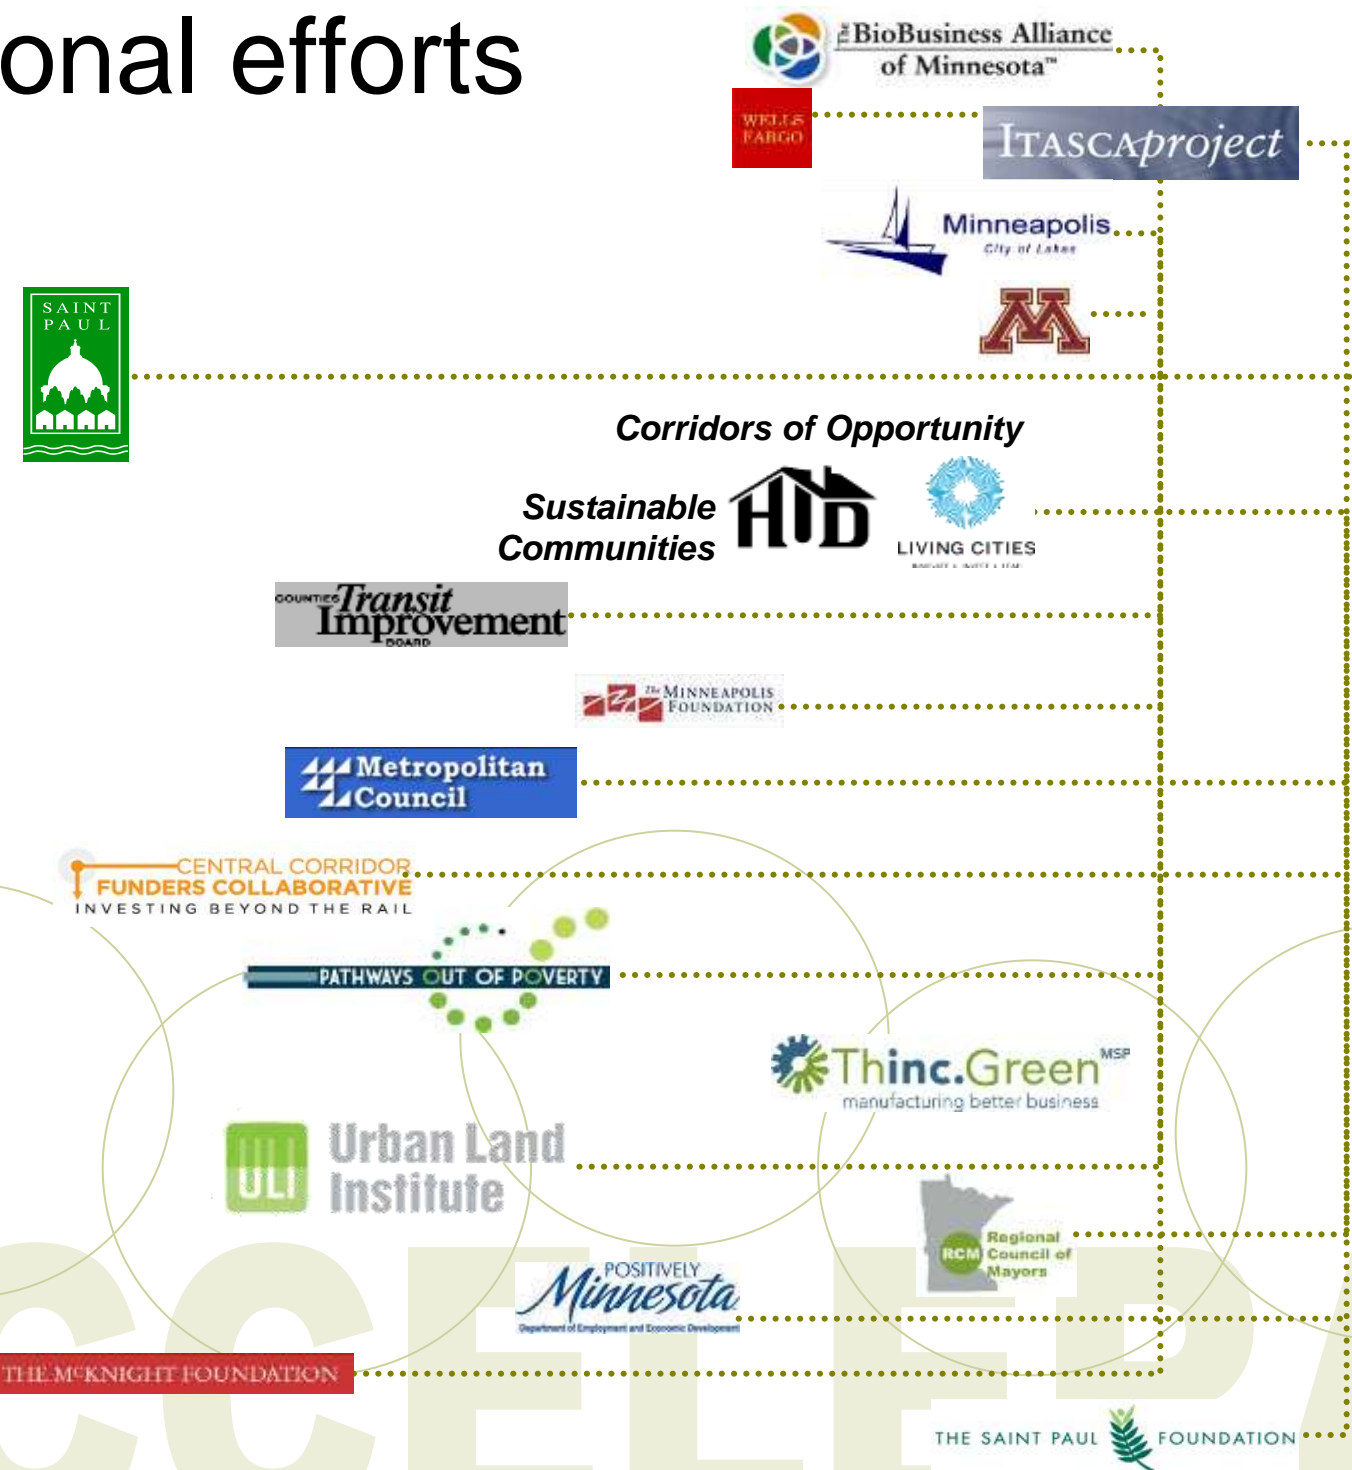 onal efforts
The BioBusiness Alliance
of Minnesota™
WELLS
FARGO
ITASCAproject
Minneapolis
City of Lakes
M
SAINT
PAUL
Corridors of Opportunity
Sustainable
Communities
HUD
LIVING CITIES
COUNTIES Transit
Improvement
BOARD
The MINNEAPOLIS
FOUNDATION
Metropolitan
Council
CENTRAL CORRIDOR
FUNDERS COLLABORATIVE
INVESTING BEYOND THE RAIL
PATHWAYS OUT OF POVERTY
Thinc.Green MSP
manufacturing better business
ULI
Urban Land
Institute
RCM
Regional
Council of
Mayors
POSITIVELY
Minnesota
Department of Employment and Economic Development
THE McKNIGHT FOUNDATION
THE SAINT PAUL FOUNDATION